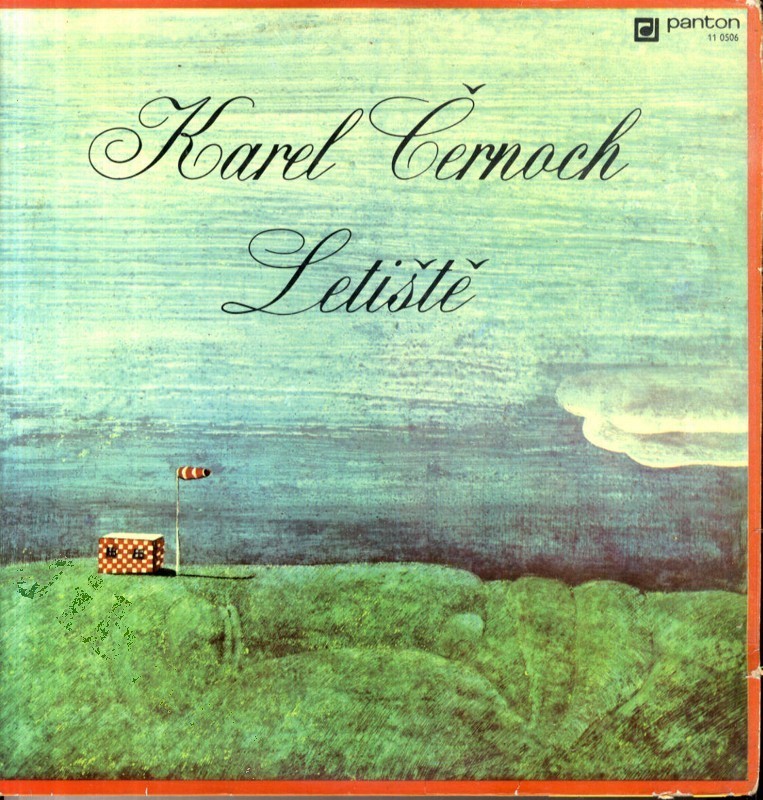 panton
11 0506
Karel Černoch
Letiště